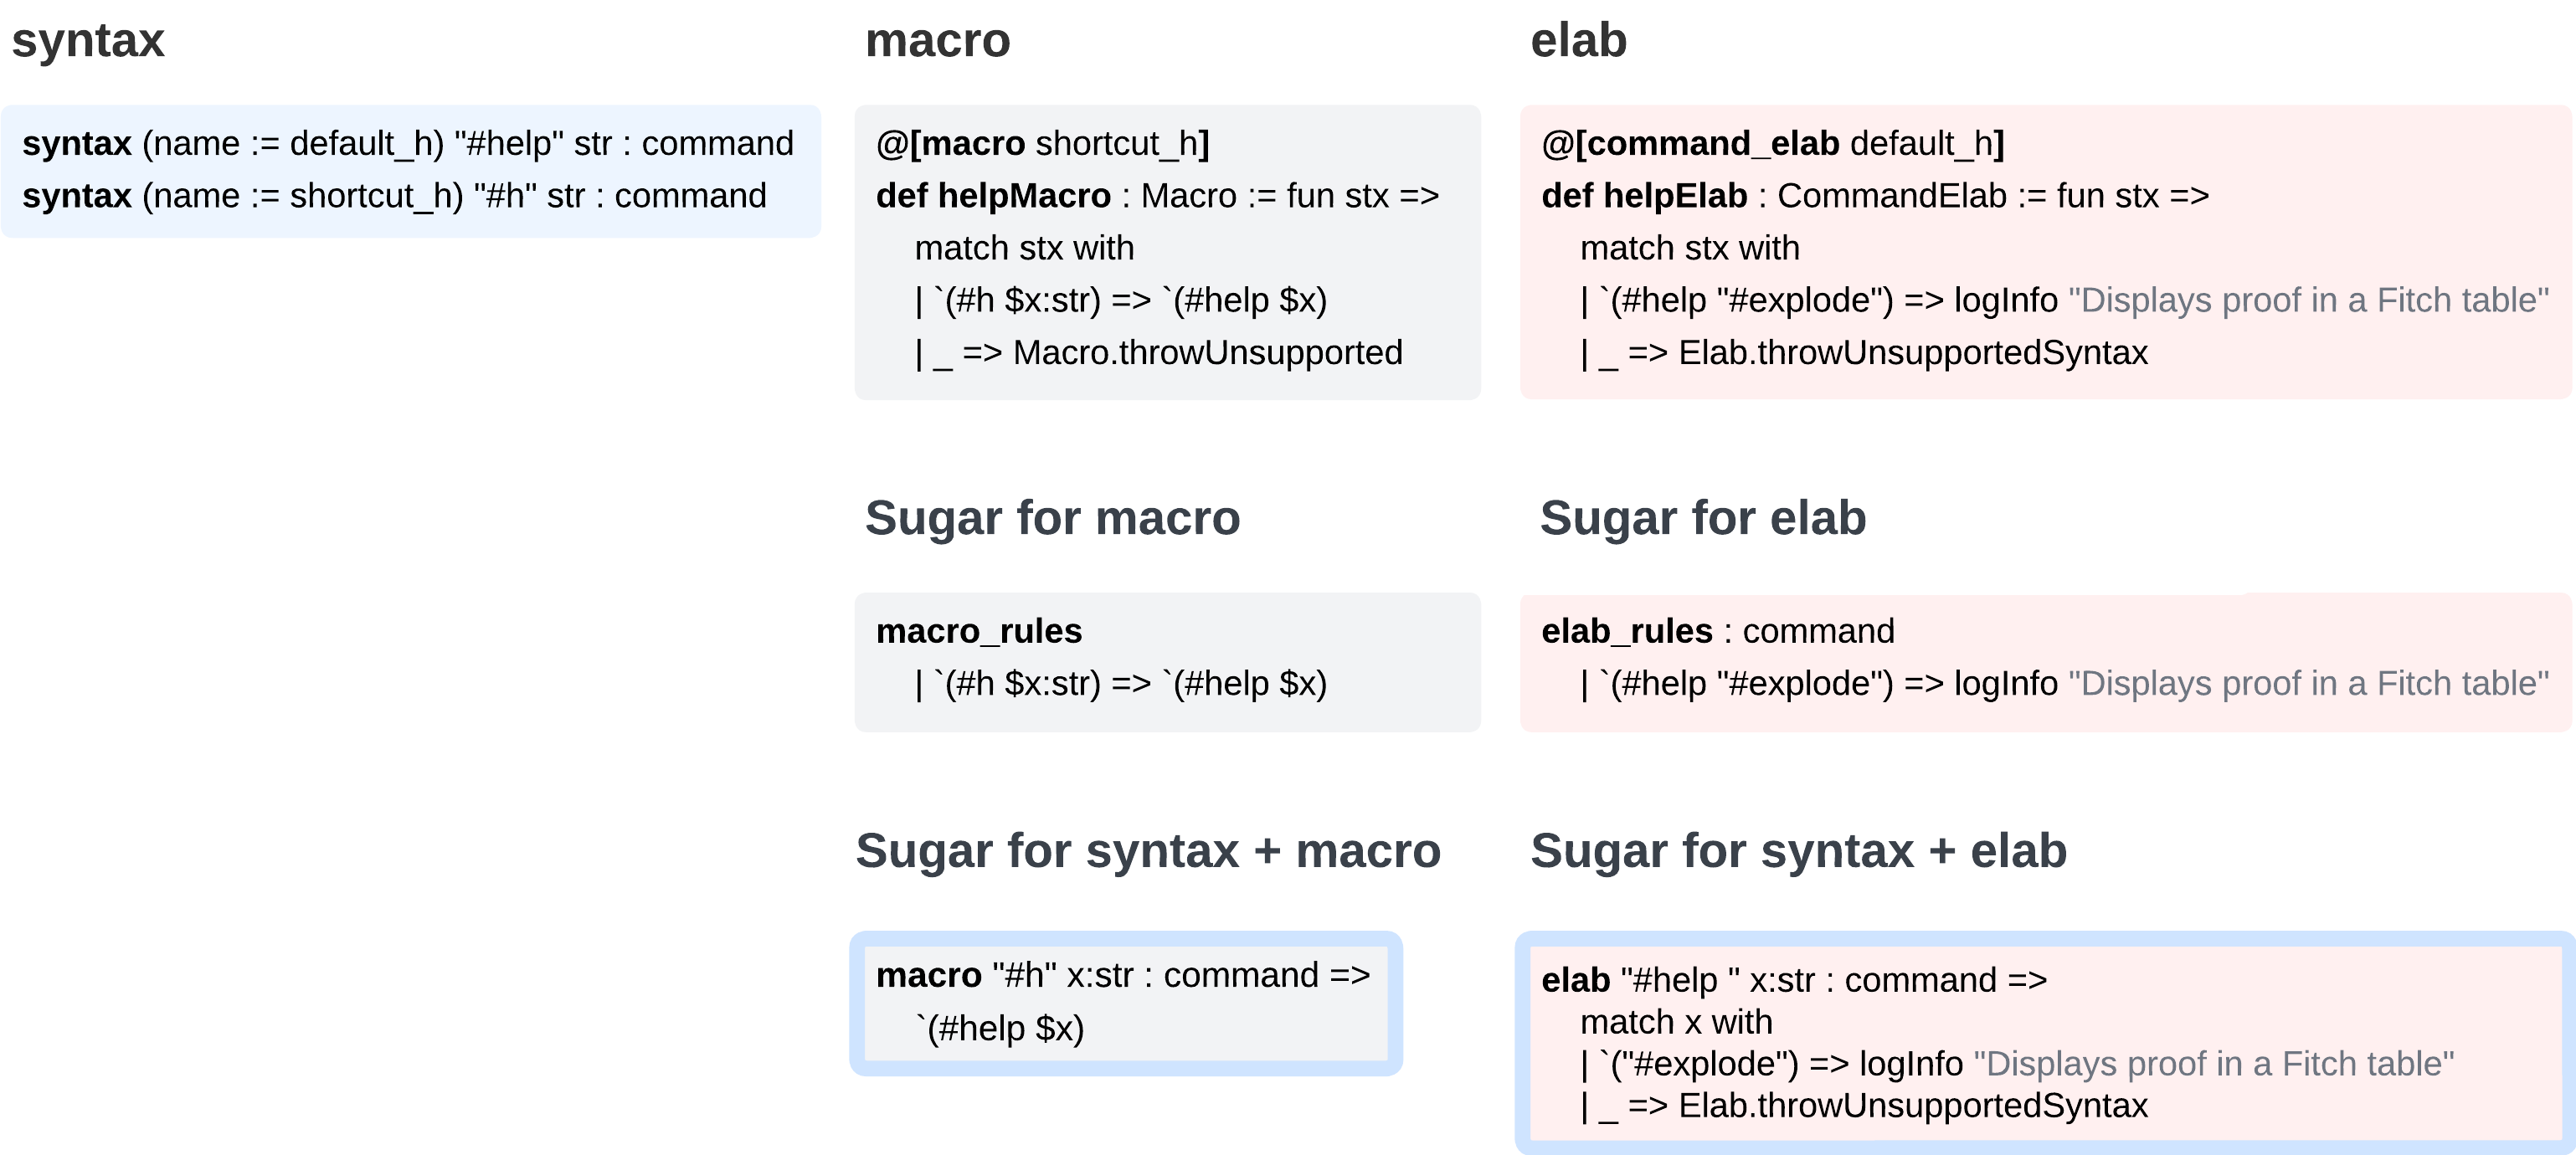 syntax
syntax (name := default_h) "#help" str : command
syntax (name := shortcut_h) "#h" str : command
macro
@[macro shortcut_h]
def helpMacro : Macro := fun stx =>
match stx with
| `(#h $x:str) => `(#help $x)
| _ => Macro.throwUnsupported
elab
@[command_elab default_h]
def helpElab : CommandElab := fun stx =>
match stx with
| `(#help "#explode") => logInfo "Displays proof in a Fitch table"
| _ => Elab.throwUnsupportedSyntax
Sugar for macro
macro_rules
| `(#h $x:str) => `(#help $x)
Sugar for elab
elab_rules : command
| `(#help "#explode") => logInfo "Displays proof in a Fitch table"
Sugar for syntax + macro
macro "#h" x:str : command =>
`(#help $x)
Sugar for syntax + elab
elab "#help " x:str : command =>
match x with
| `("#explode") => logInfo "Displays proof in a Fitch table"
| _ => Elab.throwUnsupportedSyntax